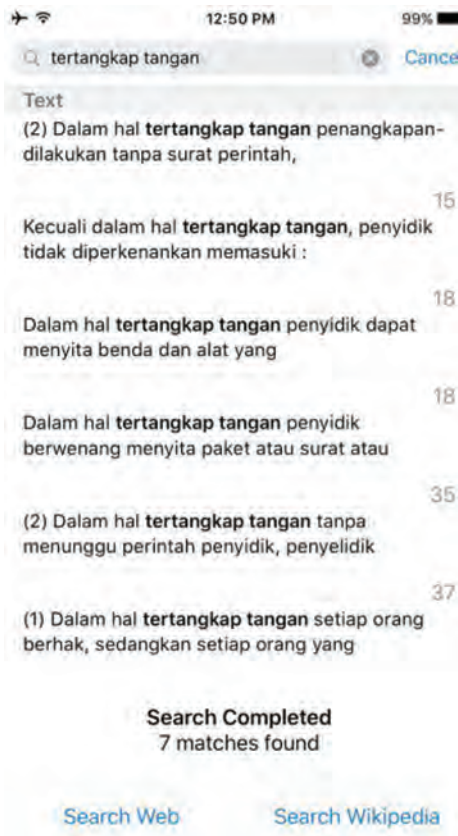 12:50 PM
99%
tertangkap tangan
Cance
Text
(2) Dalam hal tertangkap tangan penangkapan-
dilakukan tanpa surat perintah,
15
Kecuali dalam hal tertangkap tangan, penyidik
tidak diperkenankan memasuki :
18
Dalam hal tertangkap tangan penyidik dapat
menyita benda dan alat yang
18
Dalam hal tertangkap tangan penyidik
berwenang menyita paket atau surat atau
35
(2) Dalam hal tertangkap tangan tanpa
menunggu perintah penyidik, penyelidik
37
(1) Dalam hal tertangkap tangan setiap orang
berhak, sedangkan setiap orang yang
Search Completed
7 matches found
Search Web
Search Wikipedia